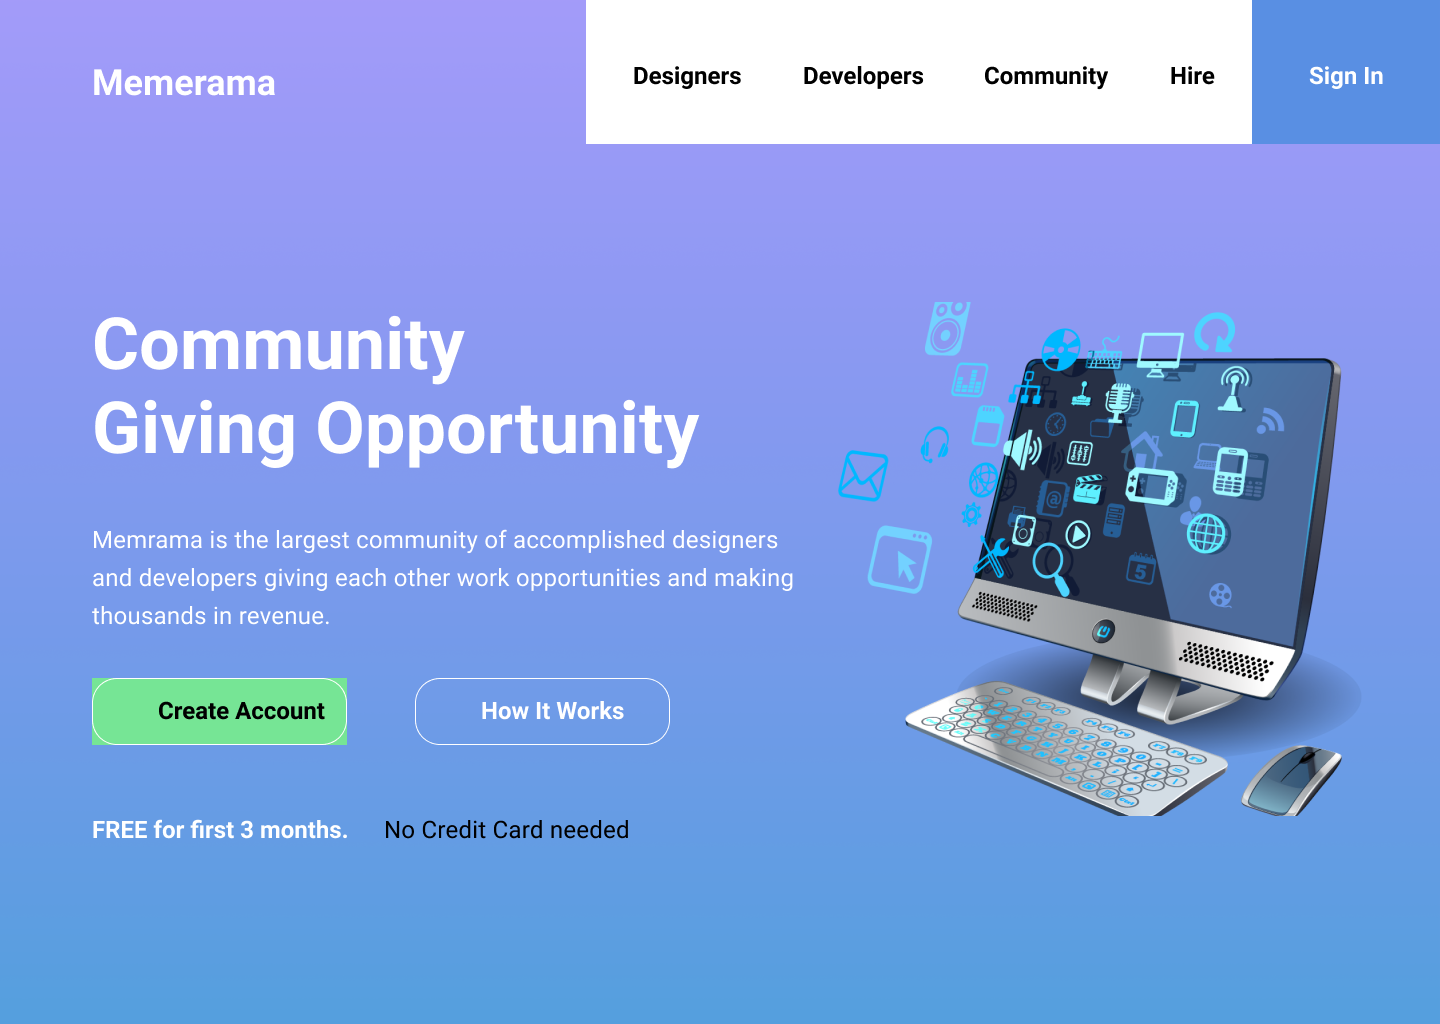 Memerama
Designers
Developers
Community
Hire
Sign In
Community
Giving Opportunity
Memrama is the largest community of accomplished designers
and developers giving each other work opportunities and making
thousands in revenue.
Create Account
How It Works
FREE for first 3 months.
No Credit Card needed
@
5